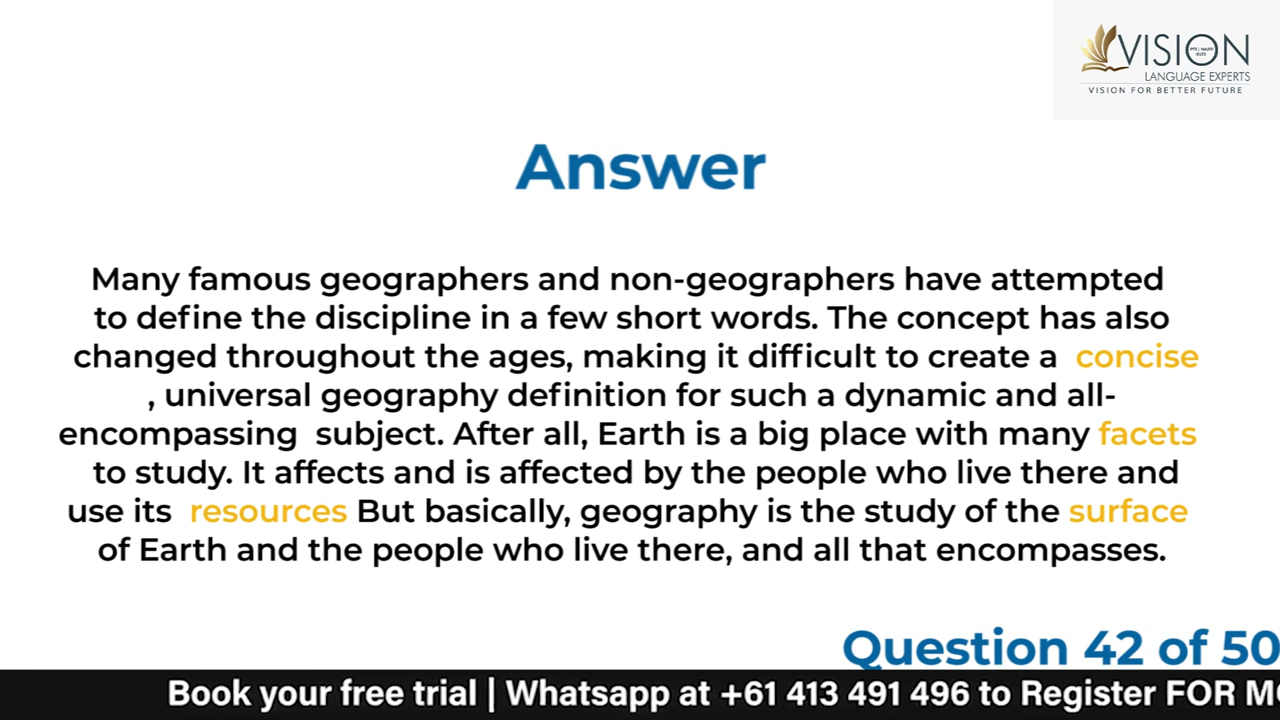 VISION
LANGUAGE EXPERTS
VISION FOR BETTER FUTURE
Answer
Many famous geographers and non-geographers have attempted
to define the discipline in a few short words. The concept has also
changed throughout the ages, making it difficult to create a concise
, universal geography definition for such a dynamic and all-
encompassing subject. After all, Earth is a big place with many facets
to study. It affects and is affected by the people who live there and
use its resources But basically, geography is the study of the surface
of Earth and the people who live there, and all that encompasses.
Question 42 of 50
Book your free trial | Whatsapp at +61 413 491 496 to Register FOR